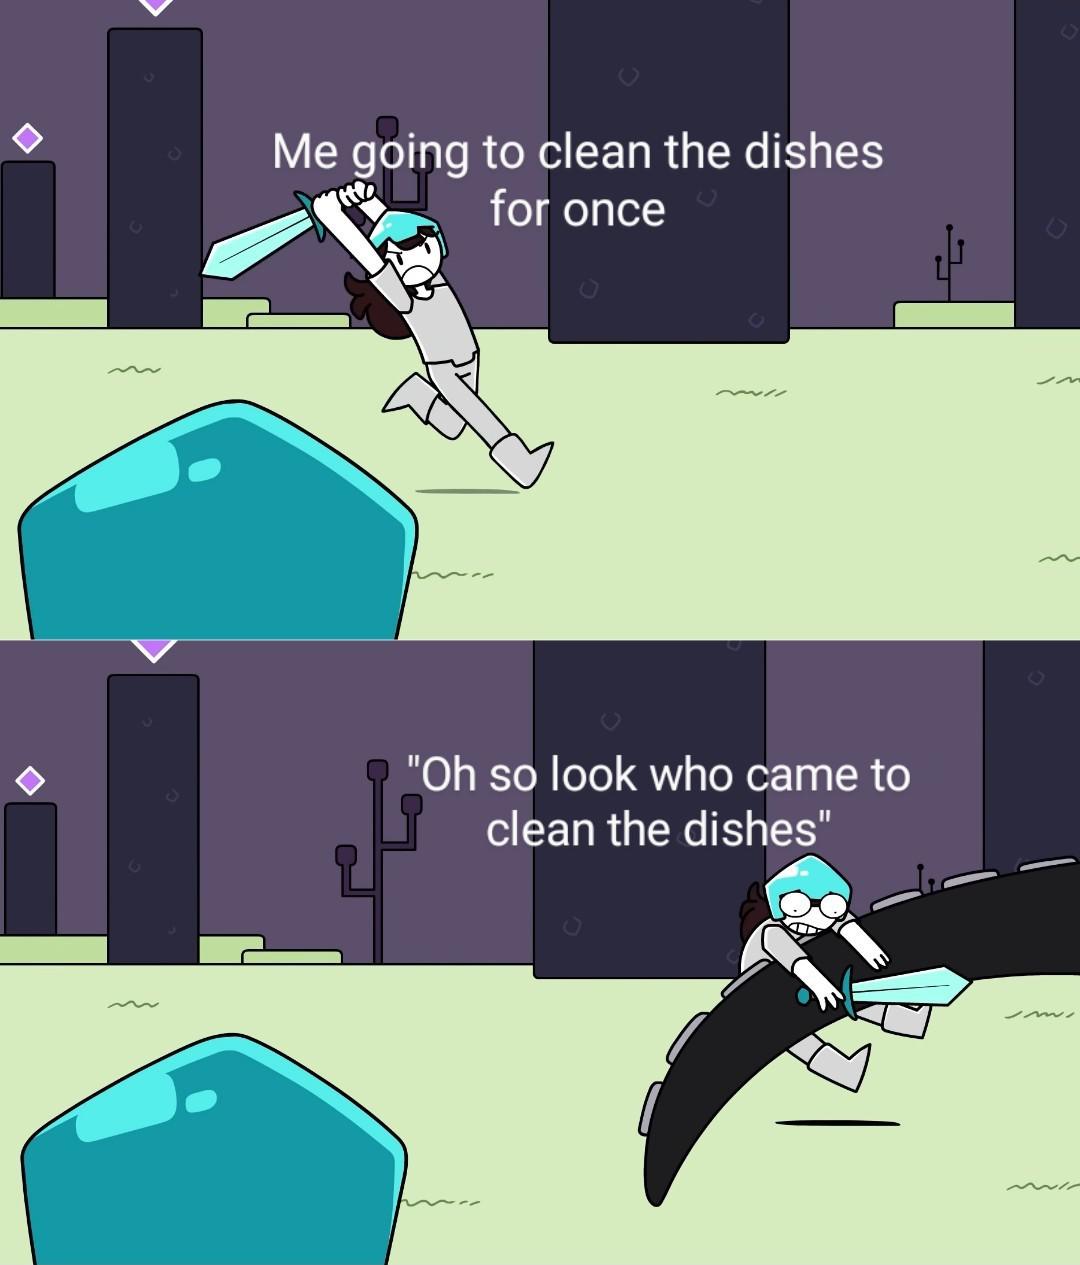 Me going to clean the dishes
for once
"Oh so look who came to
clean the dishes"